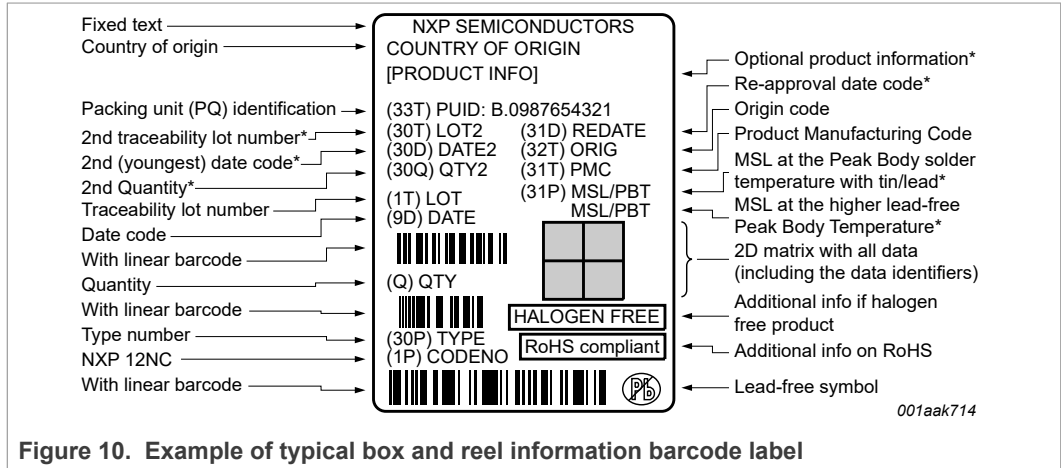 Fixed text
Country of origin
Packing unit (PQ) identification
2nd traceability lot number*
2nd (youngest) date code*
2nd Quantity*
Traceability lot number
Date code
With linear barcode
Quantity
With linear barcode
Type number
NXP 12NC
With linear barcode
NXP SEMICONDUCTORS
COUNTRY OF ORIGIN
[PRODUCT INFO]
(33T) PUID: B.0987654321
(30T) LOT2 (31D) REDATE
(30D) DATE2 (32T) ORIG
(30Q) QTY2 (31T) PMC
(31P) MSL/PBT
(1T) LOT MSL/PBT
(9D) DATE
(Q) QTY
HALOGEN FREE
(30P) TYPE
RoHS compliant
(1P) CODENO
Pb
Optional product information*
Re-approval date code*
Origin code
Product Manufacturing Code
MSL at the Peak Body solder
temperature with tin/lead*
MSL at the higher lead-free
Peak Body Temperature*
2D matrix with all data
(including the data identifiers)
Additional info if halogen
free product
Additional info on RoHS
Lead-free symbol
001aak714
Figure 10. Example of typical box and reel information barcode label